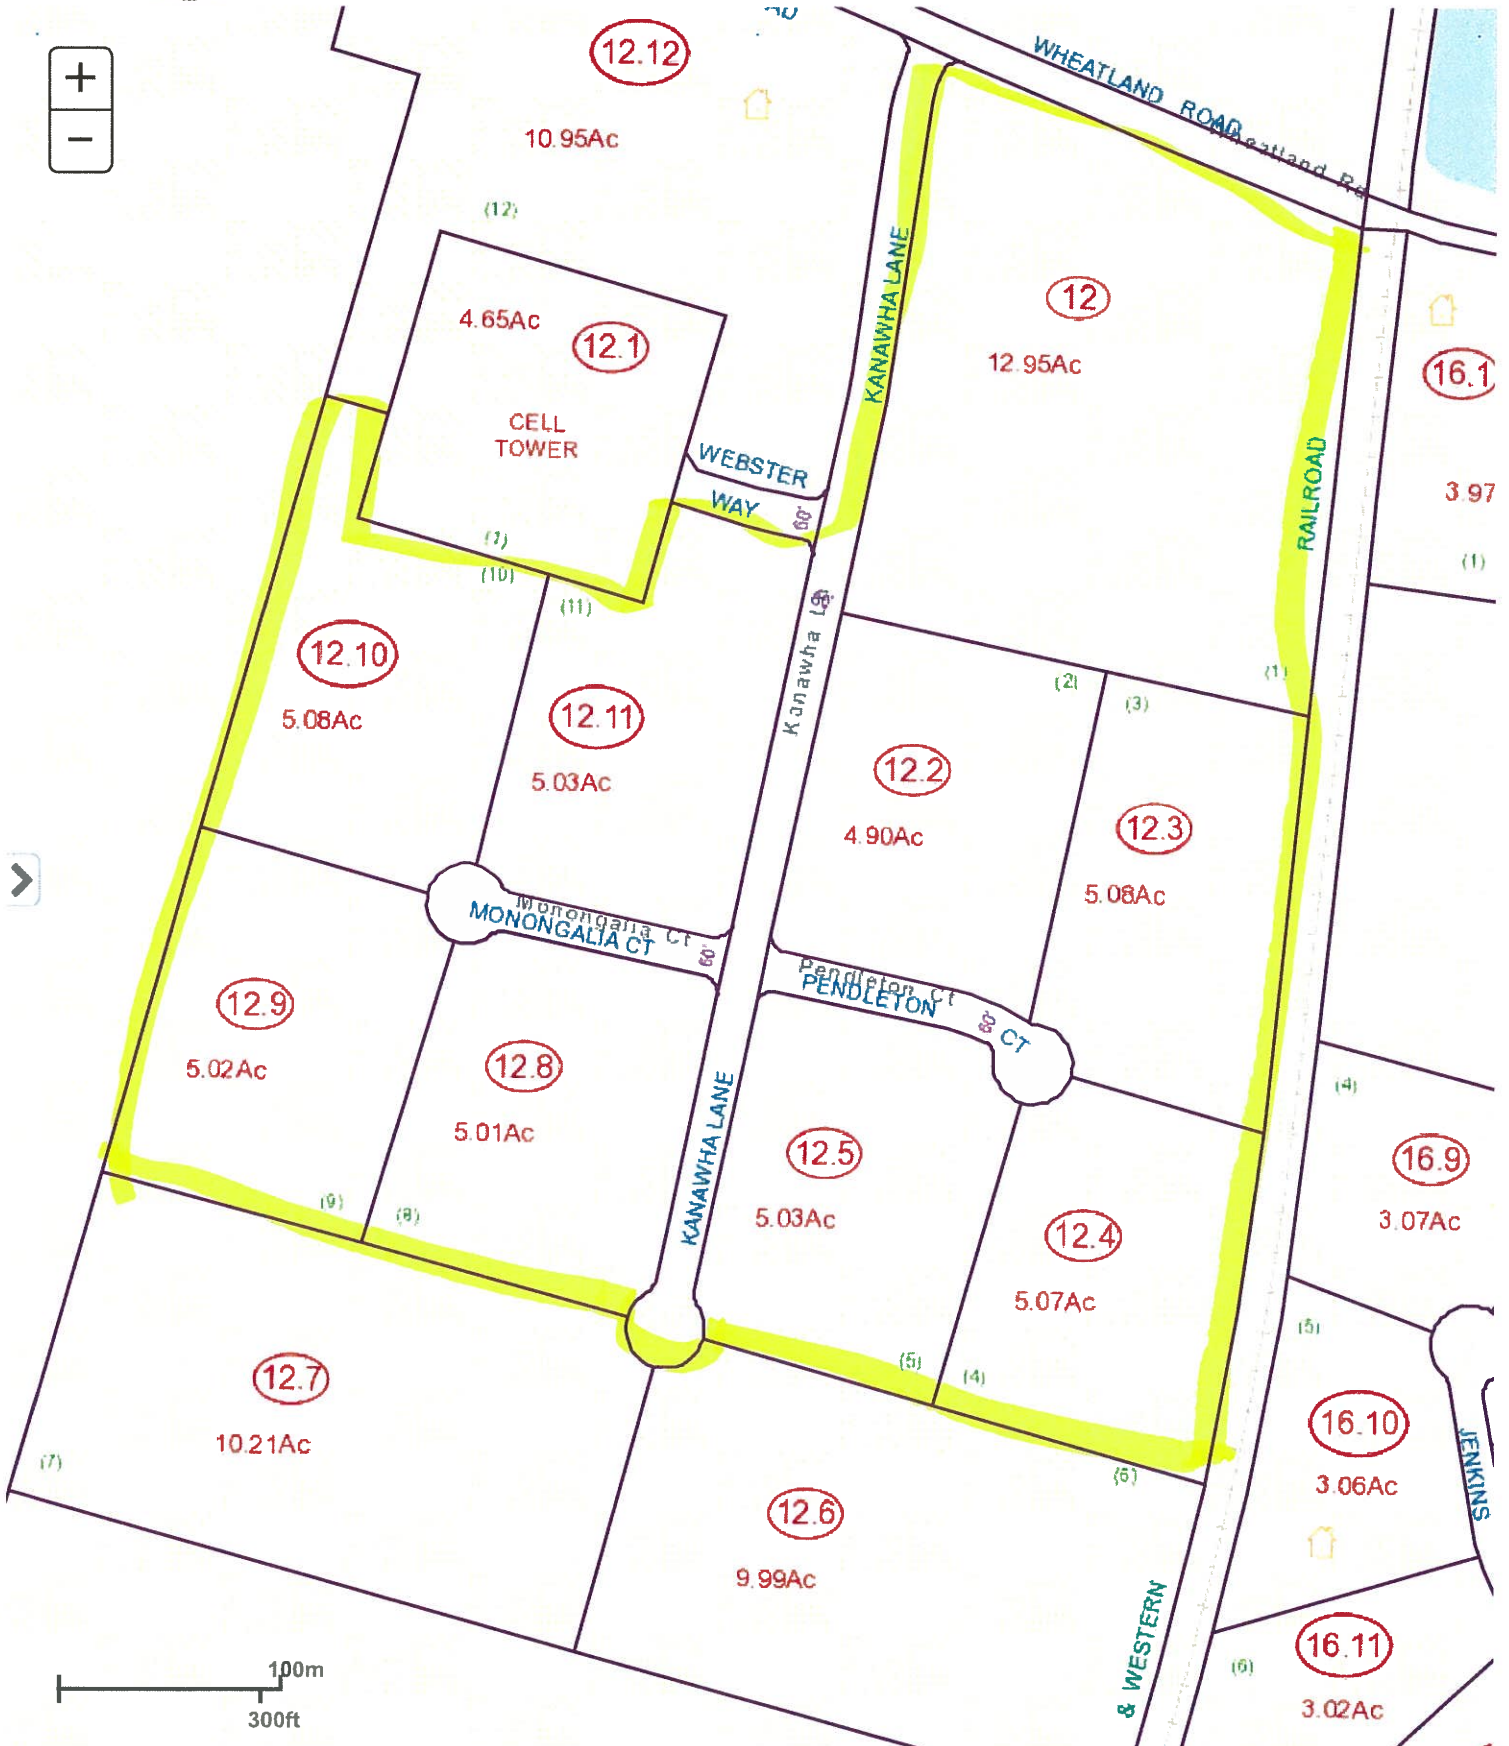 +
−
12.12
10.95Ac
(12)
WHEATLAND ROAD
Wheatland Rd
12.1
4.65Ac
CELL
TOWER
(1)
(10)
(11)
KANAWHA LANE
12
12.95Ac
RAILROAD
16.1
3.97
(1)
WEBSTER
WAY
60'
Kanawha Ln
(1)
(2)
(3)
12.10
5.08Ac
12.11
5.03Ac
12.2
4.90Ac
12.3
5.08Ac
Monongalia Ct
MONONGALIA CT
60'
Pendleton Ct
PENDLETON CT
60'
12.9
5.02Ac
12.8
5.01Ac
KANAWHA LANE
12.5
5.03Ac
12.4
5.07Ac
(4)
16.9
3.07Ac
(9)
(8)
(5)
(4)
(5)
(6)
12.7
10.21Ac
(7)
12.6
9.99Ac
16.10
3.06Ac
JENKINS
& WESTERN
16.11
3.02Ac
(6)
100m
300ft